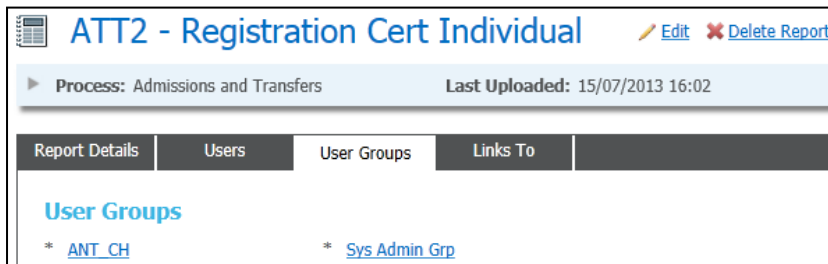 ATT2 - Registration Cert Individual Edit Delete Report
Process: Admissions and Transfers Last Uploaded: 15/07/2013 16:02
Report Details Users User Groups Links To
User Groups
* ANT_CH * Sys Admin Grp